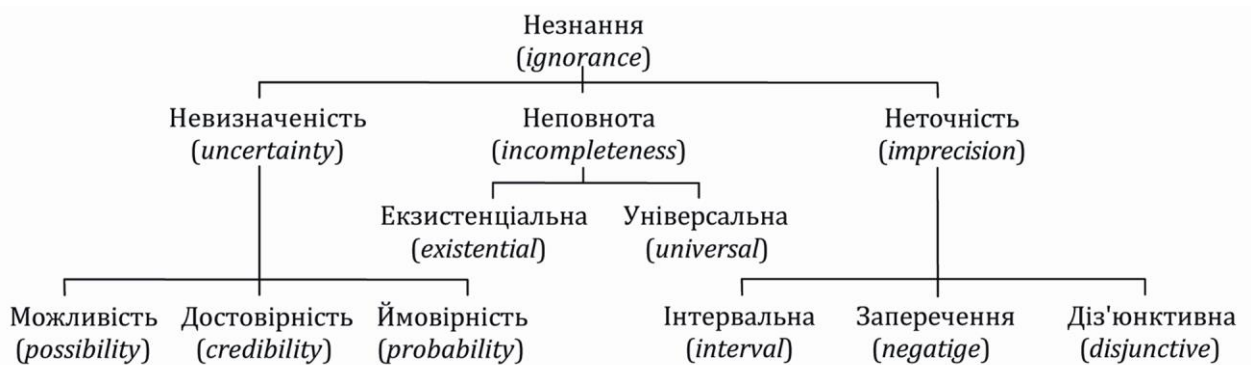 Незнання
(ignorance)
Невизначеність
(uncertainty)
Неповнота
(incompleteness)
Неточність
(imprecision)
Екзистенціальна
(existential)
Універсальна
(universal)
Можливість
(possibility)
Достовірність
(credibility)
Ймовірність
(probability)
Інтервальна
(interval)
Заперечення
(negatige)
Діз'юнктивна
(disjunctive)